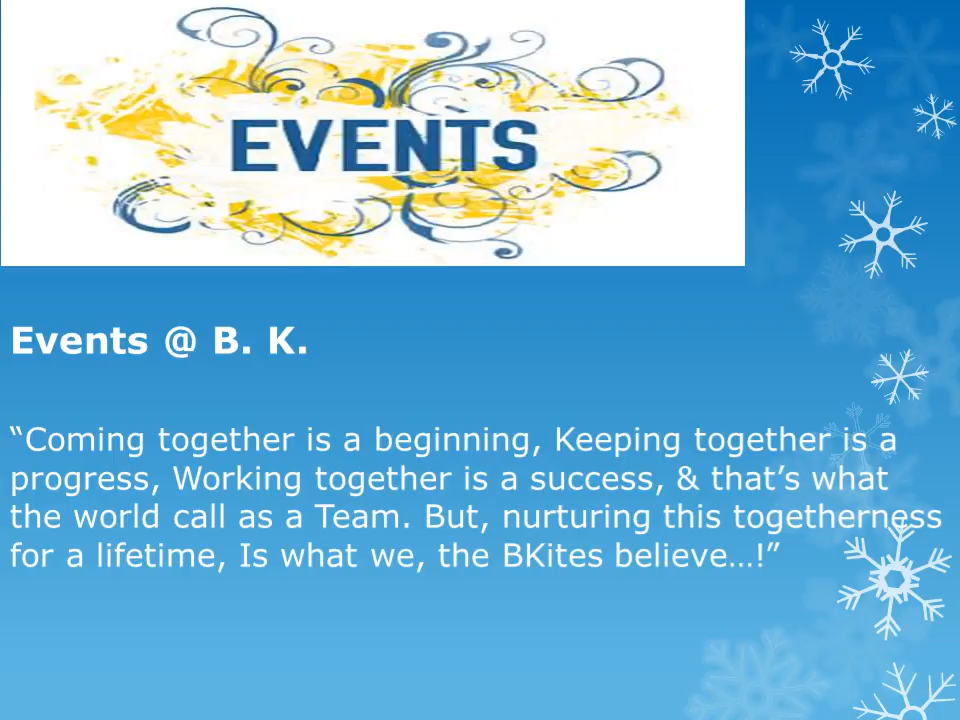 EVENTS
Events @ B. K.
“Coming together is a beginning, Keeping together is a
progress, Working together is a success, & that’s what
the world call as a Team. But, nurturing this togetherness
for a lifetime, Is what we, the BKites believe…!”